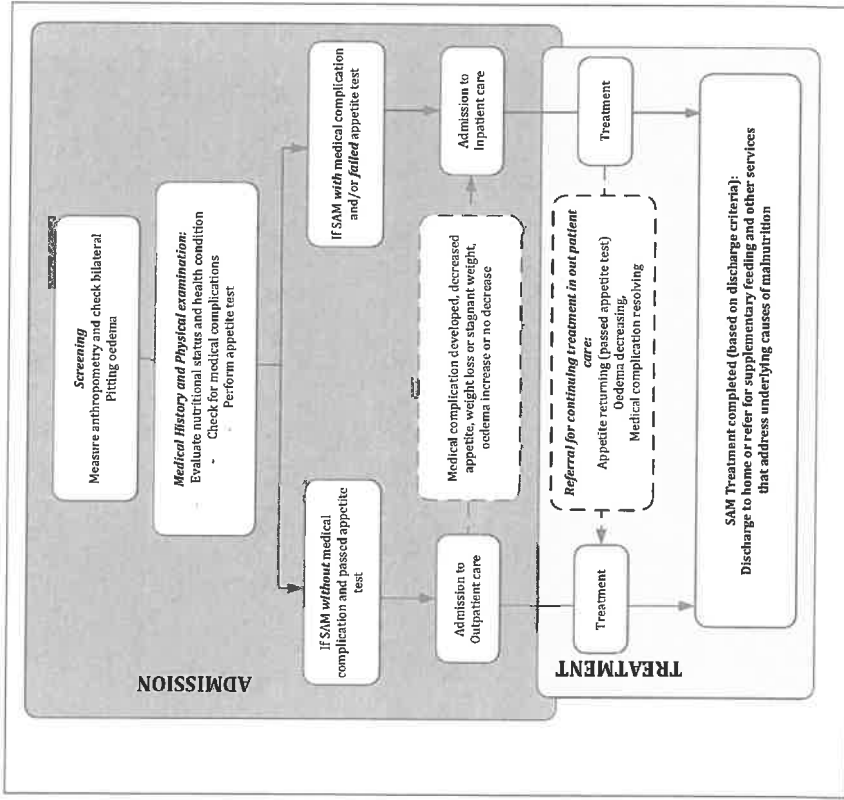 ADMISSION
Screening
Measure anthropometry and check bilateral
Pitting oedema
Medical History and Physical examination:
- Evaluate nutritional status and health condition
- Check for medical complications
- Perform appetite test
If SAM without medical
complication and passed appetite
test
If SAM with medical complication
and/or failed appetite test
Admission to
Outpatient care
Medical complication developed, decreased
appetite, weight loss or stagnant weight,
oedema increase or no decrease
Admission to
Inpatient care
TREATMENT
Treatment
Referral for continuing treatment in out patient
care:
Appetite returning (passed appetite test)
Oedema decreasing,
Medical complication resolving
Treatment
SAM Treatment completed (based on discharge criteria):
Discharge to home or refer for supplementary feeding and other services
that address underlying causes of malnutrition